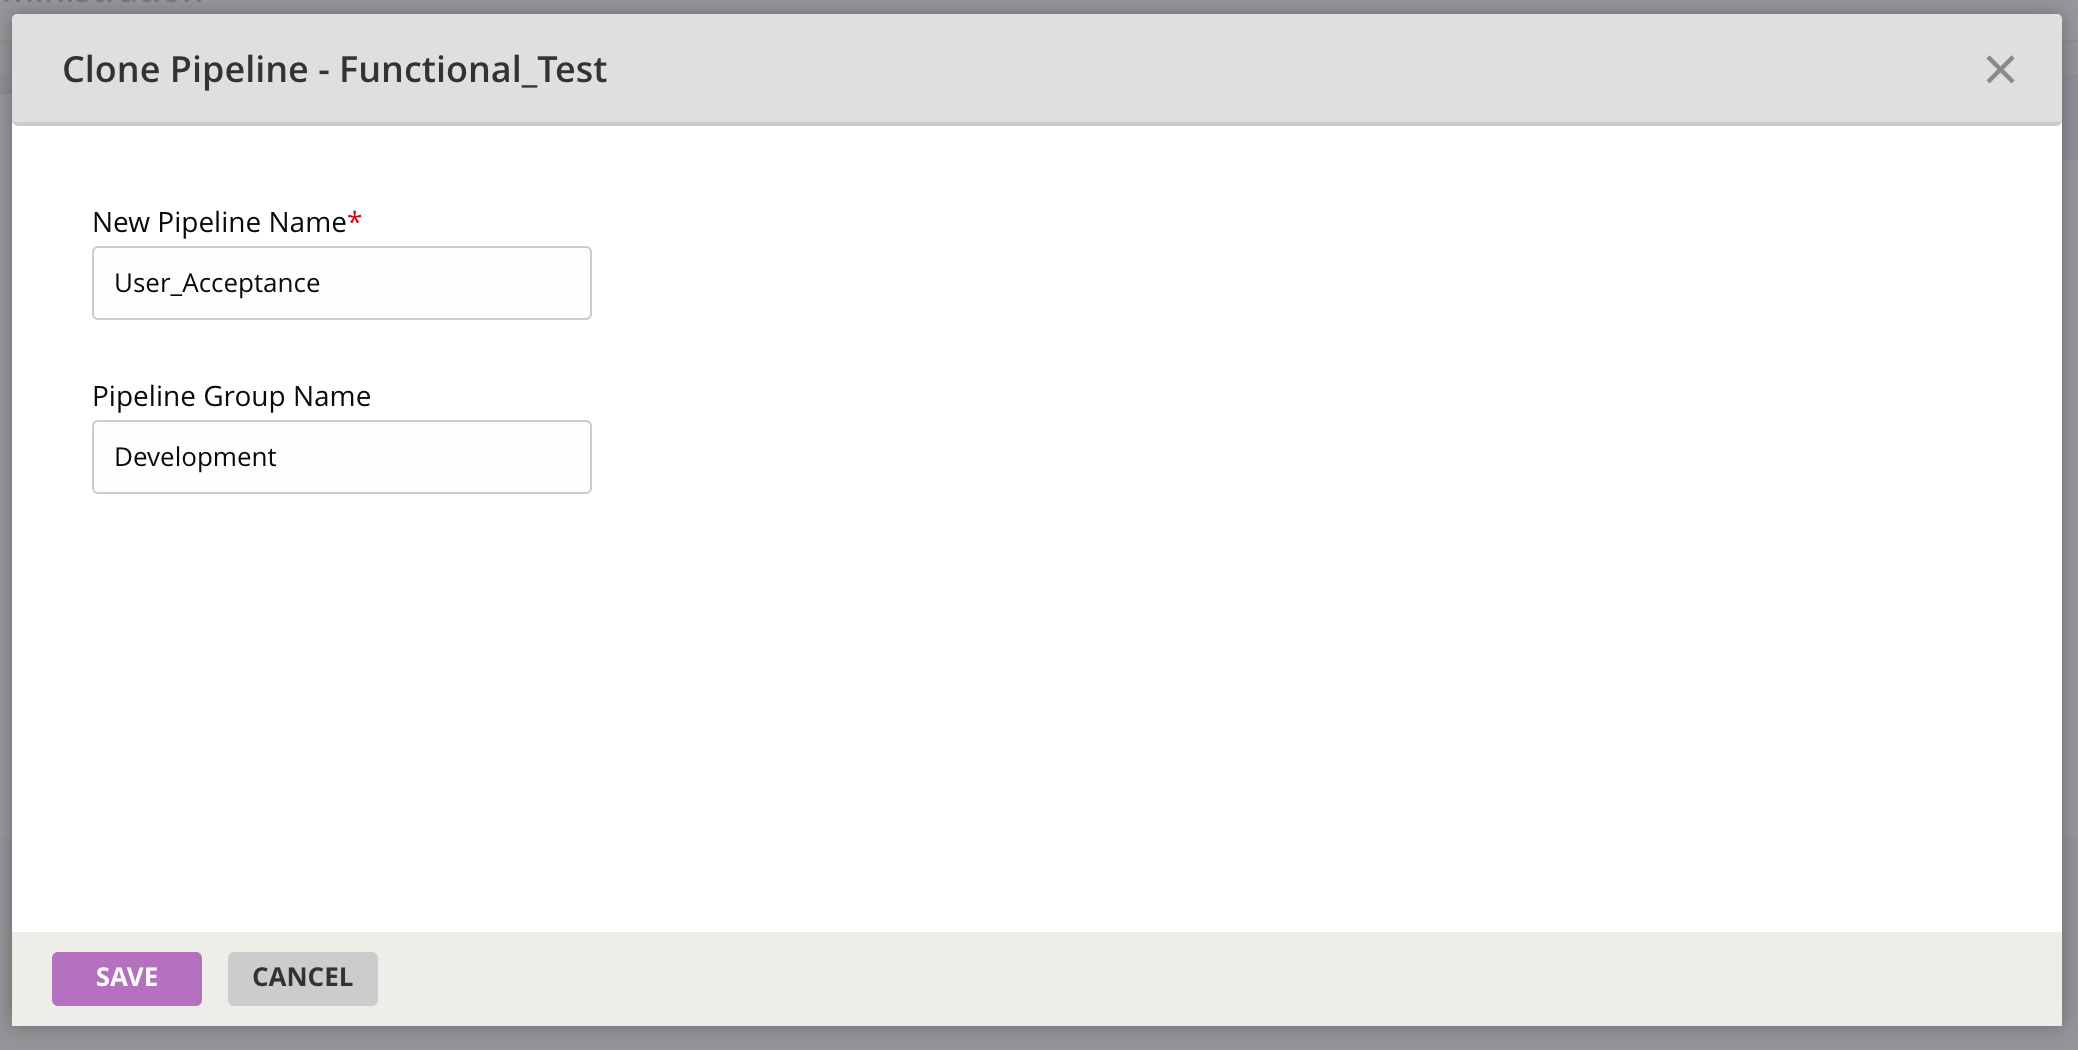 Clone Pipeline - Functional_Test
New Pipeline Name*
User_Acceptance
Pipeline Group Name
Development
SAVE
CANCEL